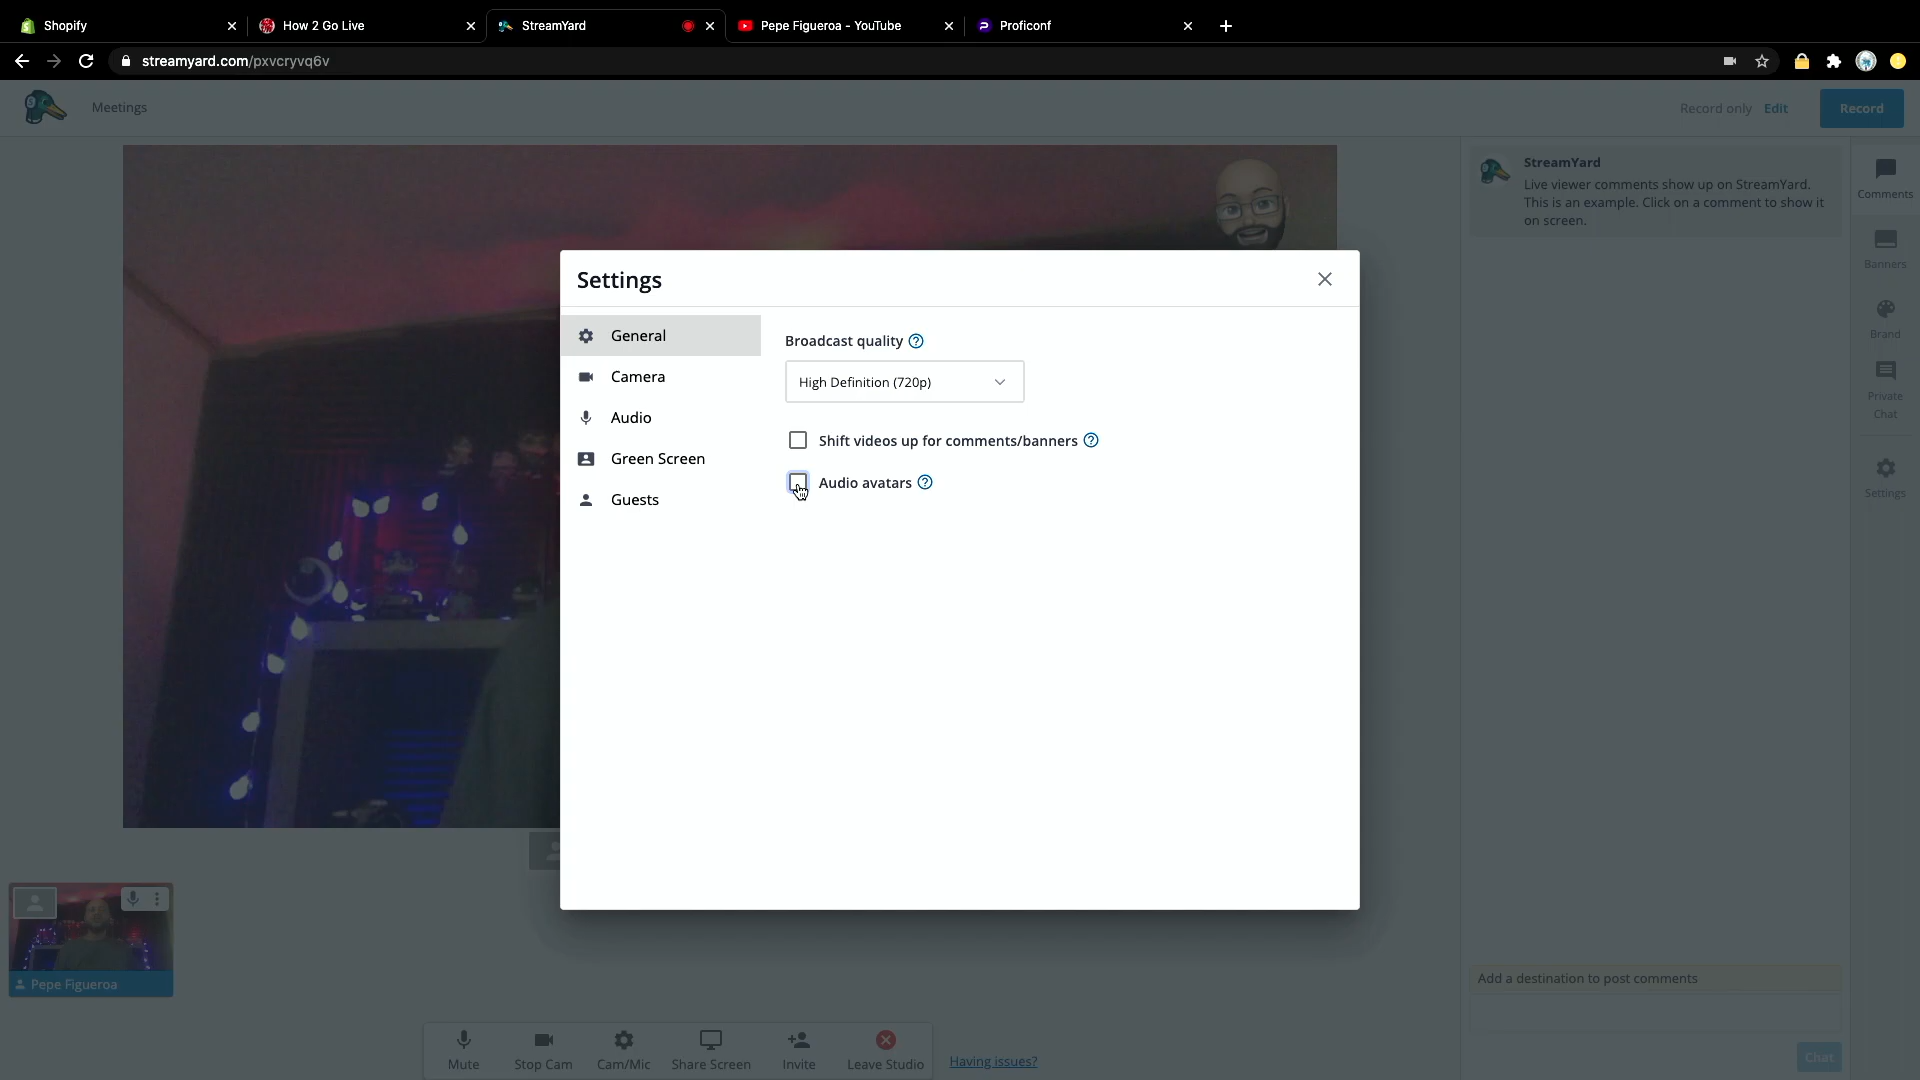 Shopify
How 2 Go Live
StreamYard
Pepe Figueroa - YouTube
Proficonf
streamyard.com/pxvcryvq6v
Meetings
Record only Edit
Record
StreamYard
Live viewer comments show up on StreamYard.
This is an example. Click on a comment to show it
on screen.
Comments
Banners
Brand
Private
Chat
Settings
Settings
General
Camera
Audio
Green Screen
Guests
Broadcast quality
High Definition (720p)
Shift videos up for comments/banners
Audio avatars
Pepe Figueroa
Add a destination to post comments
Chat
Mute
Stop Cam
Cam/Mic
Share Screen
Invite
Leave Studio
Having issues?